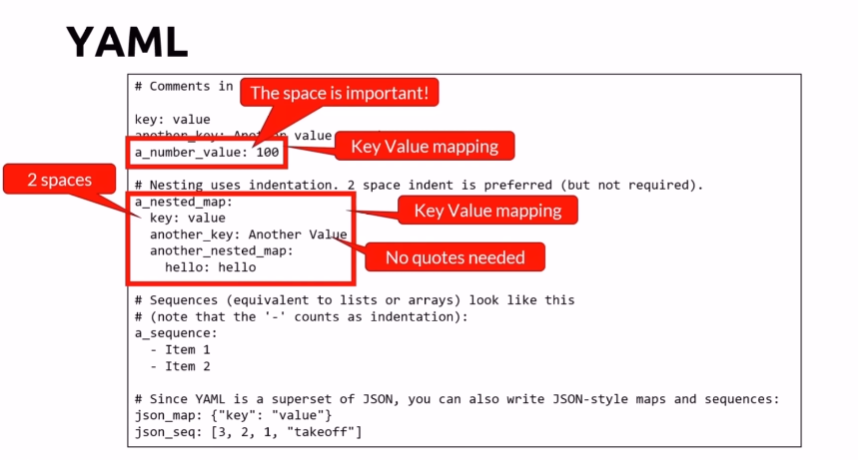 YAML
# Comments in
The space is important!
key: value
another_key: Another value
a_number_value: 100
Key Value mapping
2 spaces
# Nesting uses indentation. 2 space indent is preferred (but not required).
a_nested_map:
key: value
Key Value mapping
another_key: Another Value
another_nested_map:
No quotes needed
hello: hello
# Sequences (equivalent to lists or arrays) look like this
# (note that the '-' counts as indentation):
a_sequence:
- Item 1
- Item 2
# Since YAML is a superset of JSON, you can also write JSON-style maps and sequences:
json_map: {"key": "value"}
json_seq: [3, 2, 1, "takeoff"]